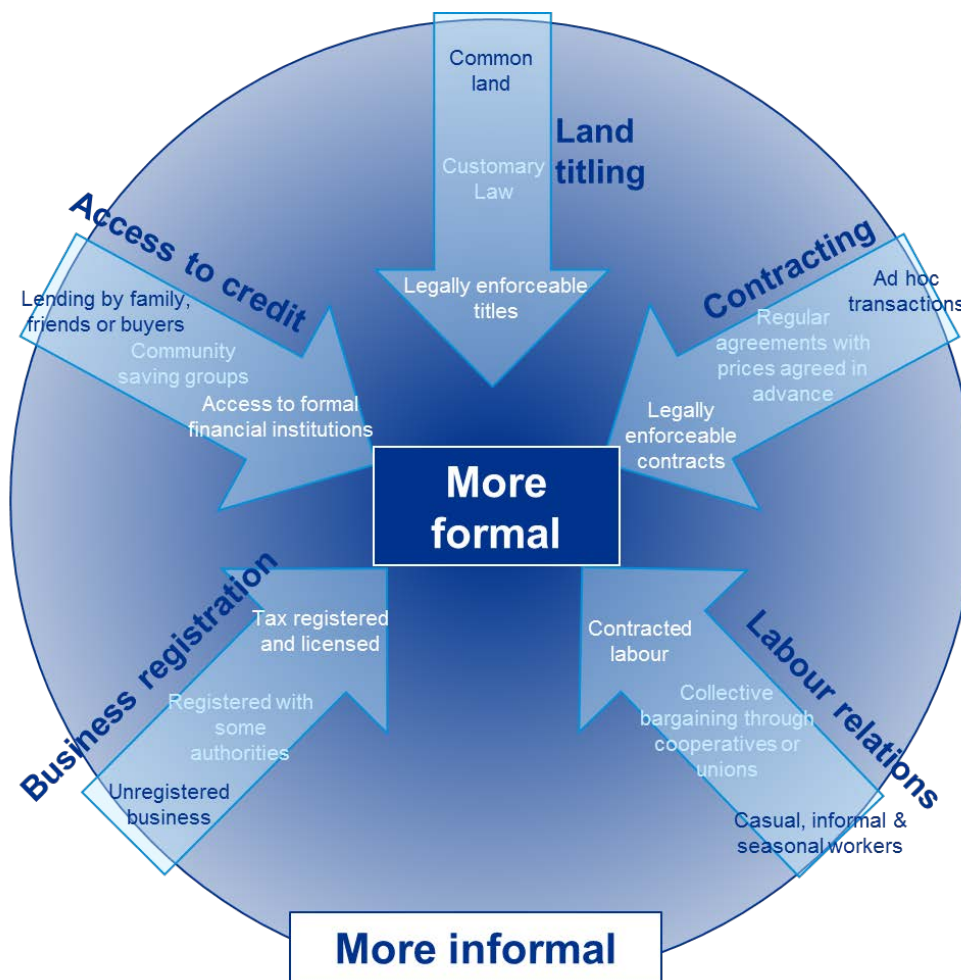 Common
land
Land
titling
Customary
Law
Legally enforceable
titles
Access to credit
Lending by family,
friends or buyers
Community
saving groups
Access to formal
financial institutions
Contracting
Ad hoc
transactions
Regular
agreements with
prices agreed in
advance
Legally
enforceable
contracts
More
formal
Business registration
Tax registered
and licensed
Registered with
some
authorities
Unregistered
business
Labour relations
Contracted
labour
Collective
bargaining through
cooperatives or
unions
Casual, informal &
seasonal workers
More informal